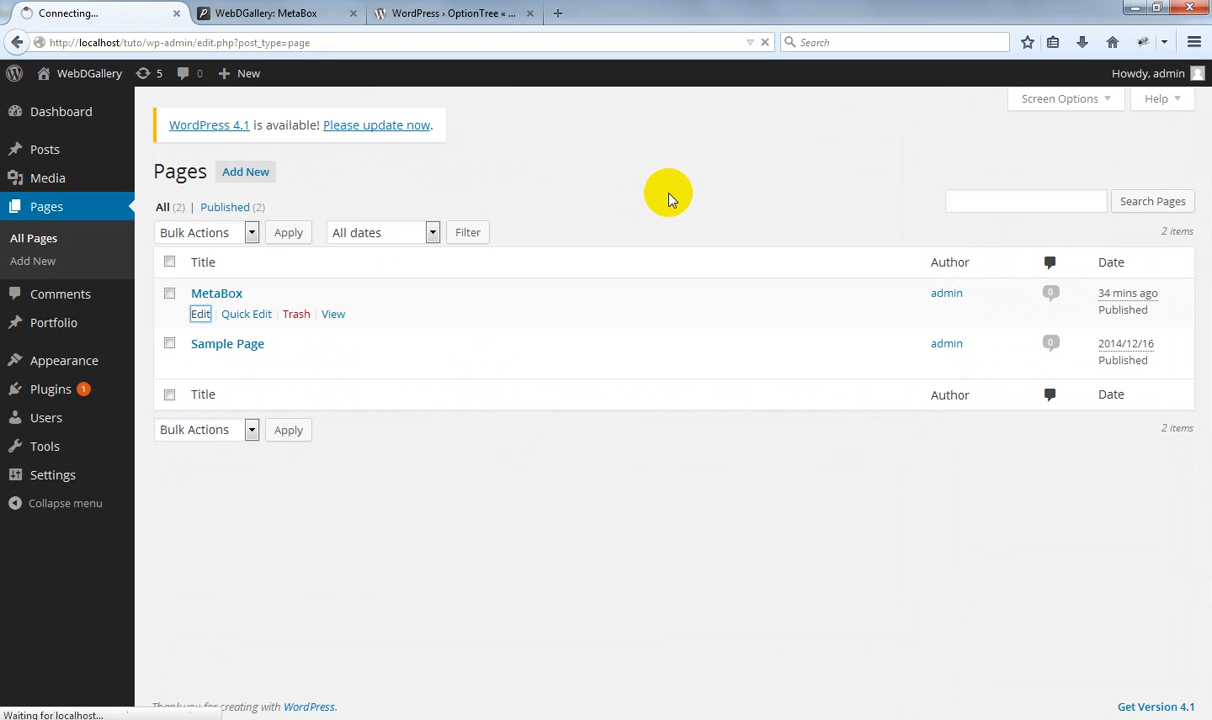 Connecting...
WebDGallery: MetaBox
WordPress › OptionTree « ...
http://localhost/tuto/wp-admin/edit.php?post_type=page
Search
WebDGallery 5 0 New
Howdy, admin
Screen Options
Help
Dashboard
Posts
Media
Pages
All Pages
Add New
Comments
Portfolio
Appearance
Plugins 1
Users
Tools
Settings
Collapse menu
WordPress 4.1 is available! Please update now.
Pages Add New
All (2) | Published (2)
Search Pages
Bulk Actions Apply All dates Filter
2 items
Title Author Date
MetaBox admin 0 34 mins ago
Published
Edit | Quick Edit | Trash | View
Sample Page admin 0 2014/12/16
Published
Title Author Date
Bulk Actions Apply
2 items
Thank you for creating with WordPress.
Get Version 4.1
Waiting for localhost...